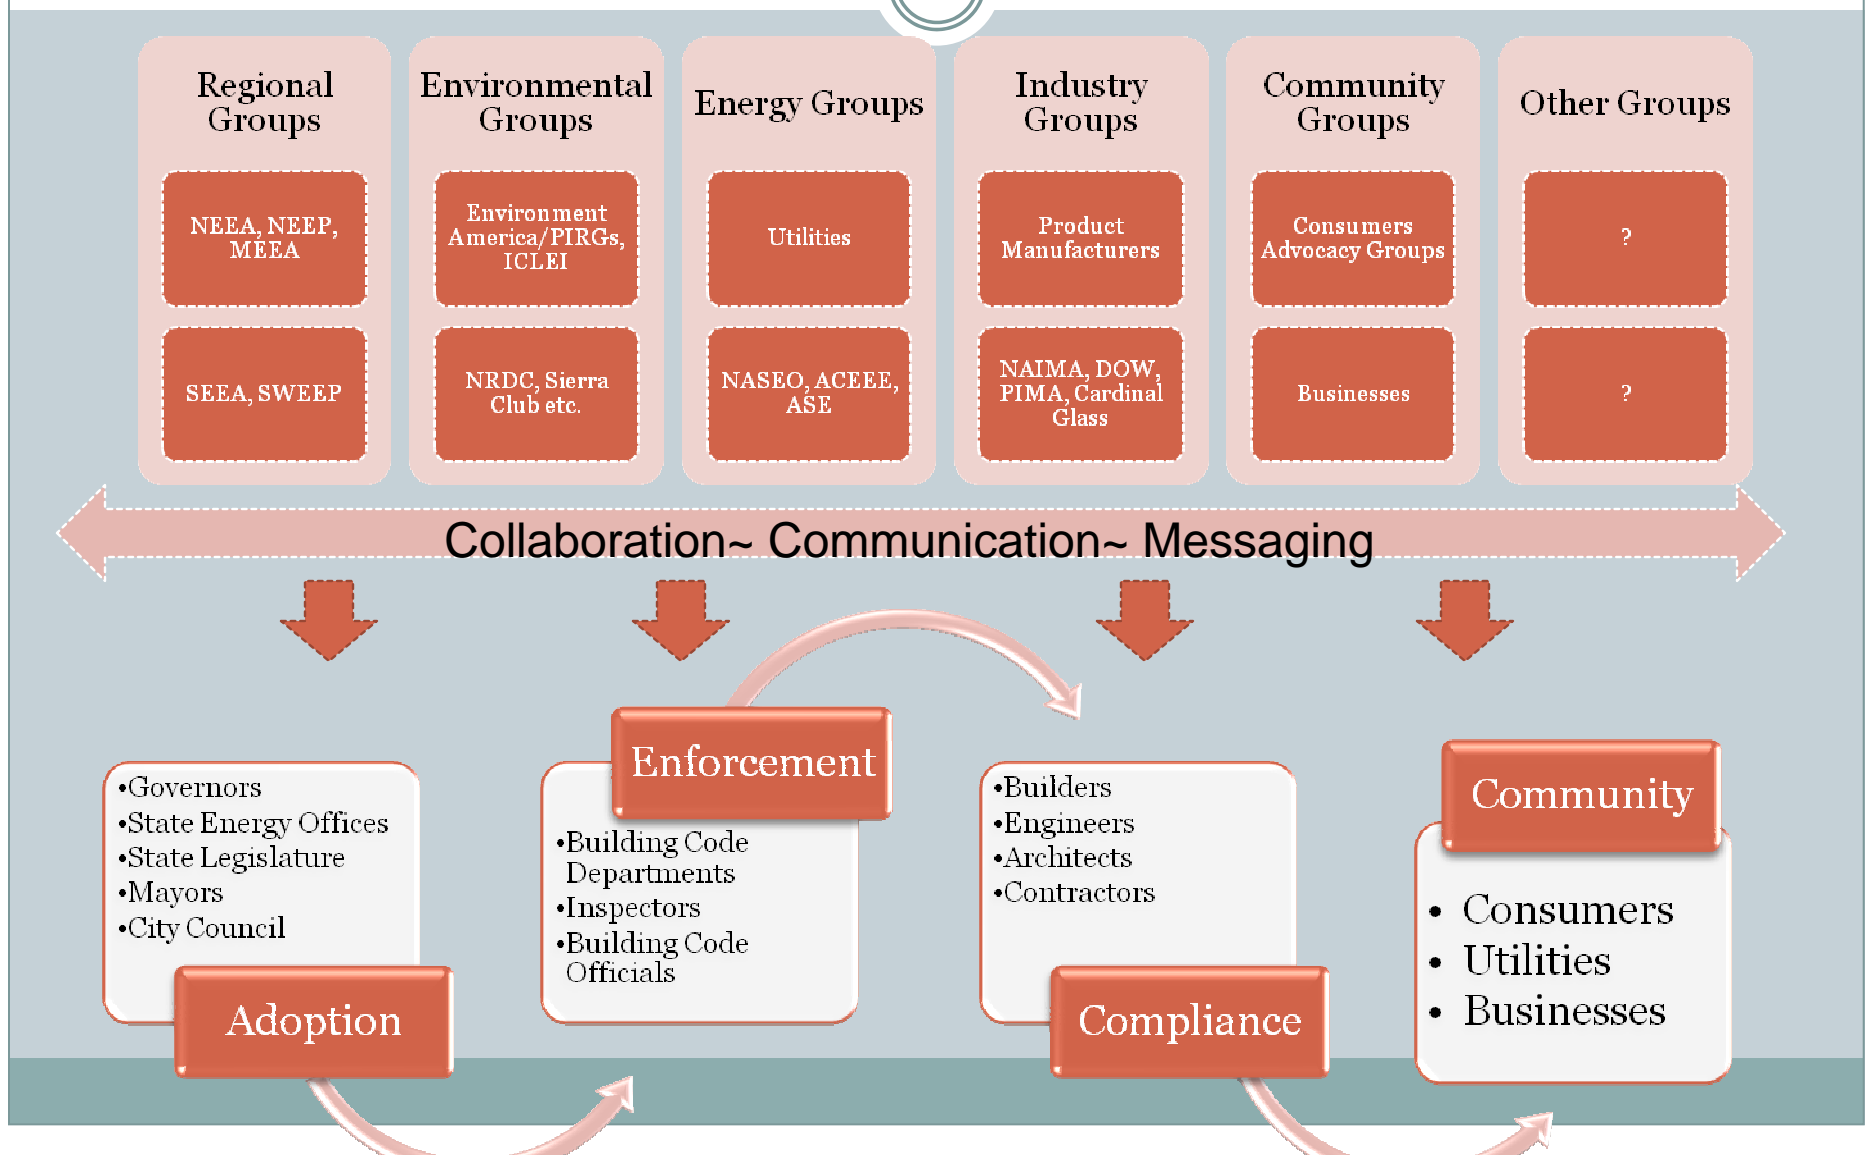 Regional
Groups
NEEA, NEEP,
MEEA
SEEA, SWEEP
Environmental
Groups
Environment
America/PIRGs,
ICLEI
NRDC, Sierra
Club etc.
Energy Groups
Utilities
NASEO, ACEEE,
ASE
Industry
Groups
Product
Manufacturers
NAIMA, DOW,
PIMA, Cardinal
Glass
Community
Groups
Consumers
Advocacy Groups
Businesses
Other Groups
?
?
Collaboration~ Communication~ Messaging
•Governors
•State Energy Offices
•State Legislature
•Mayors
•City Council
Adoption
Enforcement
•Building Code
Departments
•Inspectors
•Building Code
Officials
•Builders
•Engineers
•Architects
•Contractors
Compliance
Community
• Consumers
• Utilities
• Businesses